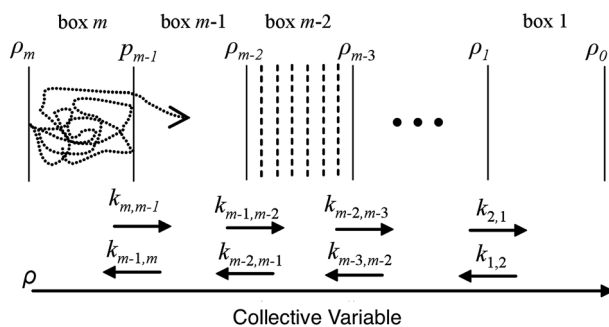 box m box m-1 box m-2 box 1
ρₘ pₘ₋₁ ρₘ₋₂ ρₘ₋₃ ρ₁ ρ₀
kₘ,ₘ₋₁ kₘ₋₁,ₘ₋₂ kₘ₋₂,ₘ₋₃ k₂,₁
kₘ₋₁,ₘ kₘ₋₂,ₘ₋₁ kₘ₋₃,ₘ₋₂ k₁,₂
ρ
Collective Variable